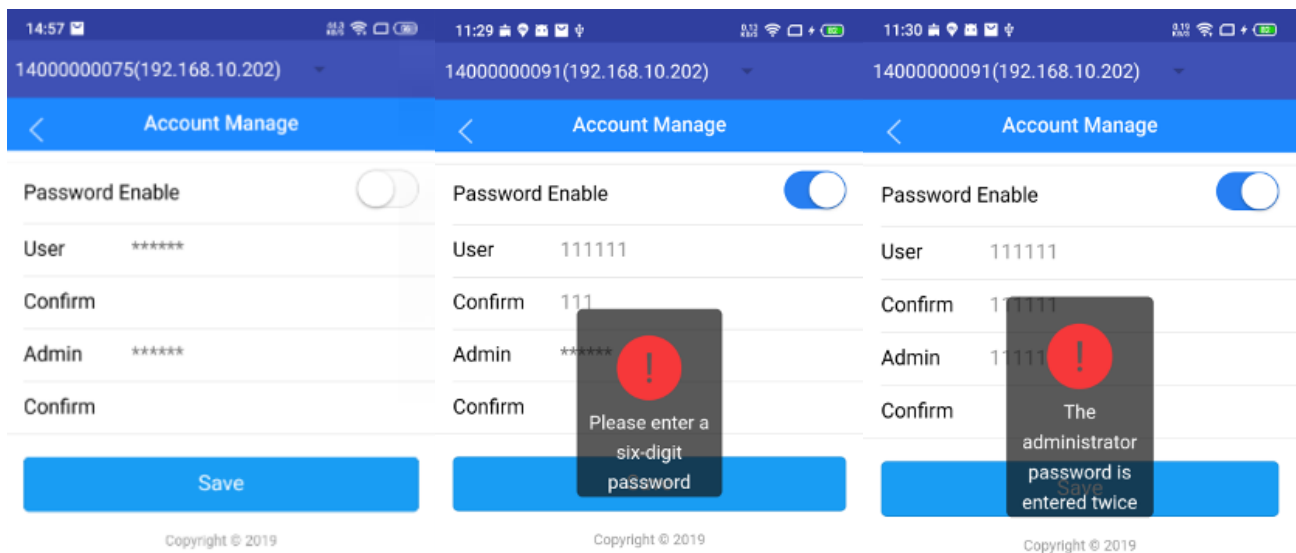 14:57
14000000075(192.168.10.202)
Account Manage
Password Enable
User ******
Confirm
Admin ******
Confirm
Save
Copyright © 2019
11:29
14000000091(192.168.10.202)
Account Manage
Password Enable
User 111111
Confirm 111
Admin ******
Confirm
Please enter a
six-digit
password
Copyright © 2019
11:30
14000000091(192.168.10.202)
Account Manage
Password Enable
User 111111
Confirm 111111
Admin 11111
Confirm
The
administrator
password is
Save
entered twice
Copyright © 2019